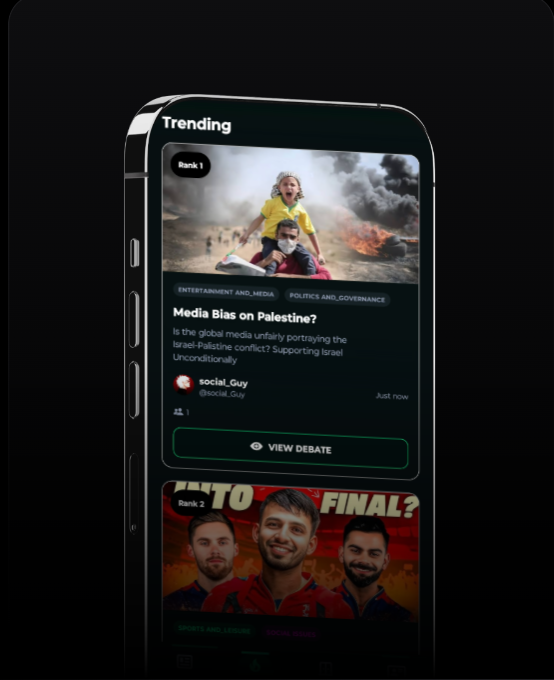 Trending
Rank 1
ENTERTAINMENT AND_MEDIA
POLITICS AND_GOVERNANCE
Media Bias on Palestine?
Is the global media unfairly portraying the
Israel-Palistine conflict? Supporting Israel
Unconditionally
social_Guy
@social_Guy
Just now
1
VIEW DEBATE
INTO
FINAL?
Rank 2
SPORTS AND_LEISURE